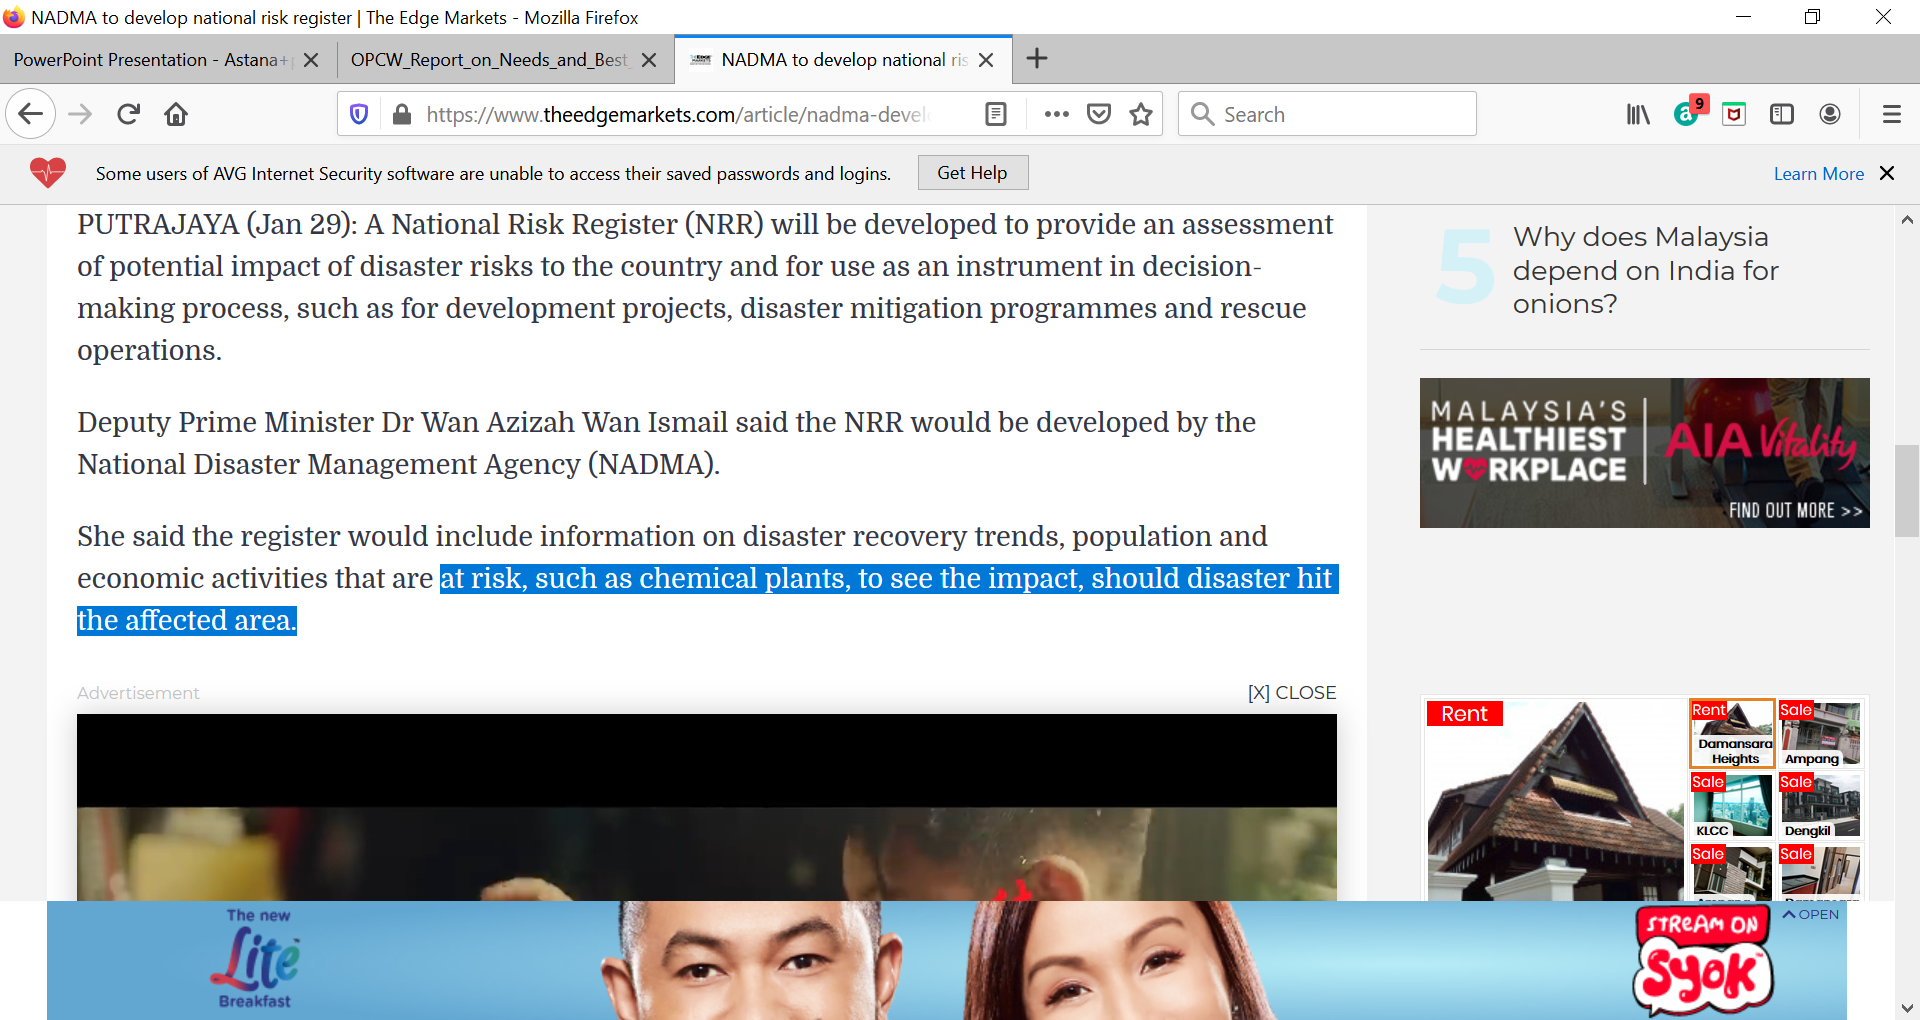 NADMA to develop national risk register | The Edge Markets - Mozilla Firefox
PowerPoint Presentation - Astana+
OPCW_Report_on_Needs_and_Best_
NADMA to develop national ris
https://www.theedgemarkets.com/article/nadma-devel
Search
9
Some users of AVG Internet Security software are unable to access their saved passwords and logins.
Get Help
Learn More
PUTRAJAYA (Jan 29): A National Risk Register (NRR) will be developed to provide an assessment
of potential impact of disaster risks to the country and for use as an instrument in decision-
making process, such as for development projects, disaster mitigation programmes and rescue
operations.
Deputy Prime Minister Dr Wan Azizah Wan Ismail said the NRR would be developed by the
National Disaster Management Agency (NADMA).
She said the register would include information on disaster recovery trends, population and
economic activities that are at risk, such as chemical plants, to see the impact, should disaster hit
the affected area.
Advertisement
[X] CLOSE
5
Why does Malaysia
depend on India for
onions?
MALAYSIA'S
HEALTHIEST
WORKPLACE
AIA Vitality
FIND OUT MORE >>
Rent
Rent
Damansara
Heights
Sale
Ampang
Sale
KLCC
Sale
Dengkil
Sale
Sale
The new
Lite
Breakfast
STREAM ON
SYOK
OPEN